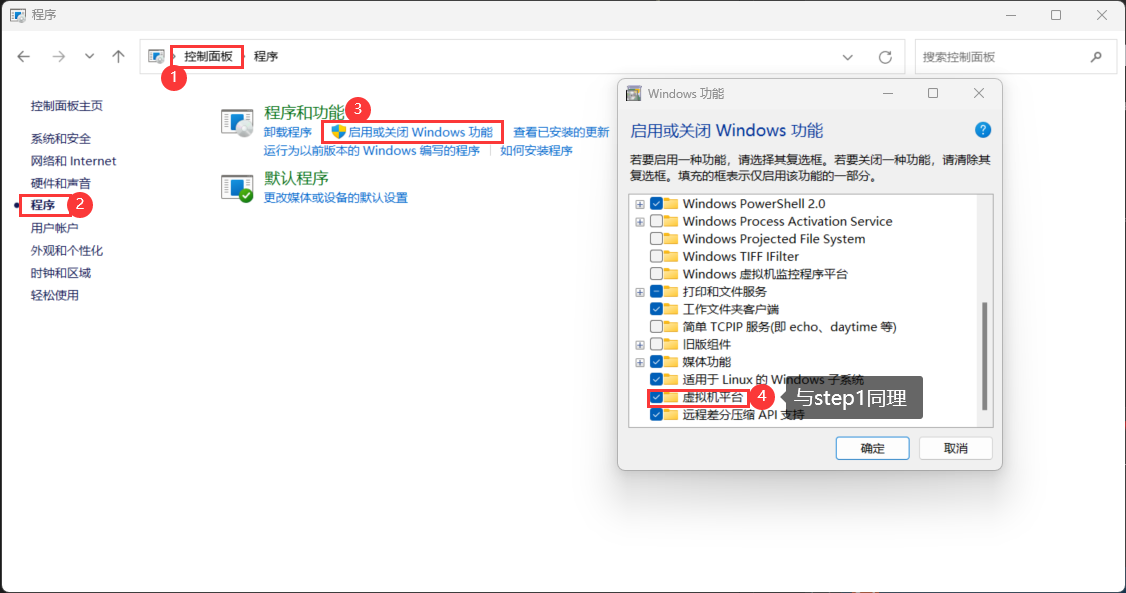 程序
控制面板
程序
搜索控制面板
1
控制面板主页
系统和安全
网络和 Internet
硬件和声音
程序
2
用户帐户
外观和个性化
时钟和区域
轻松使用
程序和功能
3
卸载程序
启用或关闭 Windows 功能
查看已安装的更新
运行为以前版本的 Windows 编写的程序
如何安装程序
默认程序
更改媒体或设备的默认设置
Windows 功能
启用或关闭 Windows 功能
?
若要启用一种功能，请选择其复选框。若要关闭一种功能，请清除其
复选框。填充的框表示仅启用该功能的一部分。
Windows PowerShell 2.0
Windows Process Activation Service
Windows Projected File System
Windows TIFF IFilter
Windows 虚拟机监控程序平台
打印和文件服务
工作文件夹客户端
简单 TCPIP 服务(即 echo、daytime 等)
旧版组件
媒体功能
适用于 Linux 的 Windows 子系统
虚拟机平台
4
与step1同理
远程差分压缩 API 支持
确定
取消